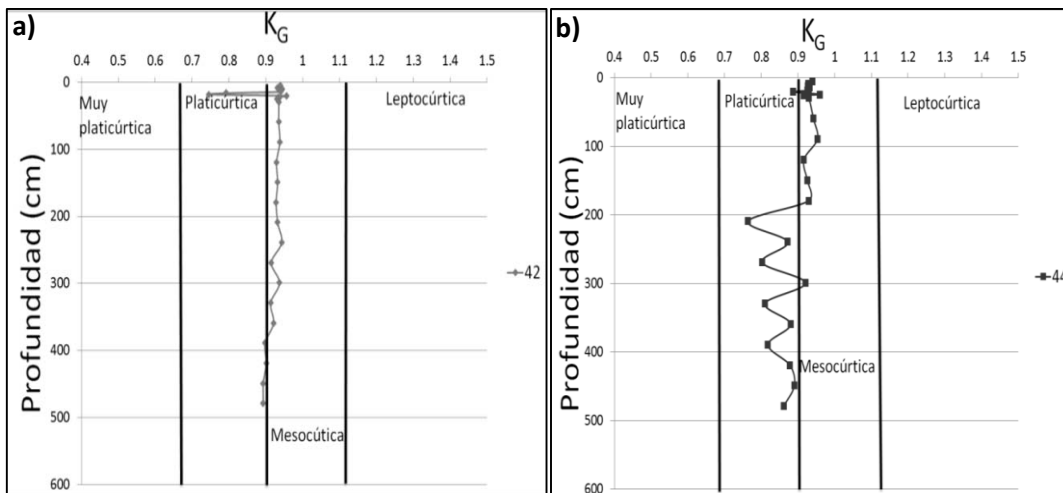 a)
K_G
0.4 0.5 0.6 0.7 0.8 0.9 1 1.1 1.2 1.3 1.4 1.5
0
100
200
300
400
500
600
Profundidad (cm)
Muy
platicúrtica
Platicúrtica
Leptocúrtica
Mesocútica
42
b)
K_G
0.4 0.5 0.6 0.7 0.8 0.9 1 1.1 1.2 1.3 1.4 1.5
0
100
200
300
400
500
600
Profundidad (cm)
Muy
platicúrtica
Platicúrtica
Leptocúrtica
Mesocúrtica
44